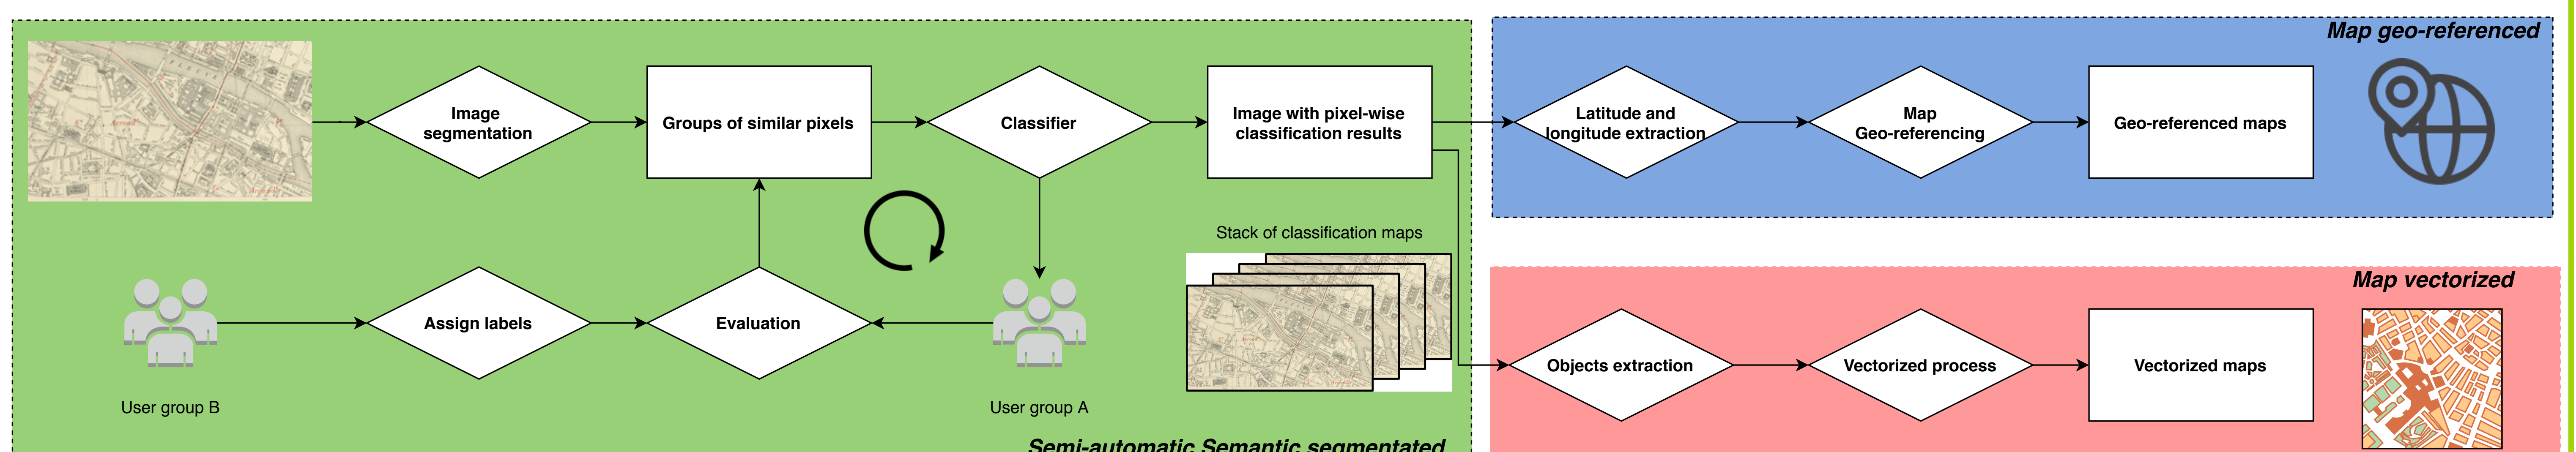 Map geo-referenced
Image
segmentation
Groups of similar pixels
Classifier
Image with pixel-wise
classification results
Latitude and
longitude extraction
Map
Geo-referencing
Geo-referenced maps
Stack of classification maps
Map vectorized
Assign labels
Evaluation
Objects extraction
Vectorized process
Vectorized maps
User group B
User group A
Semi-automatic Semantic segmentated